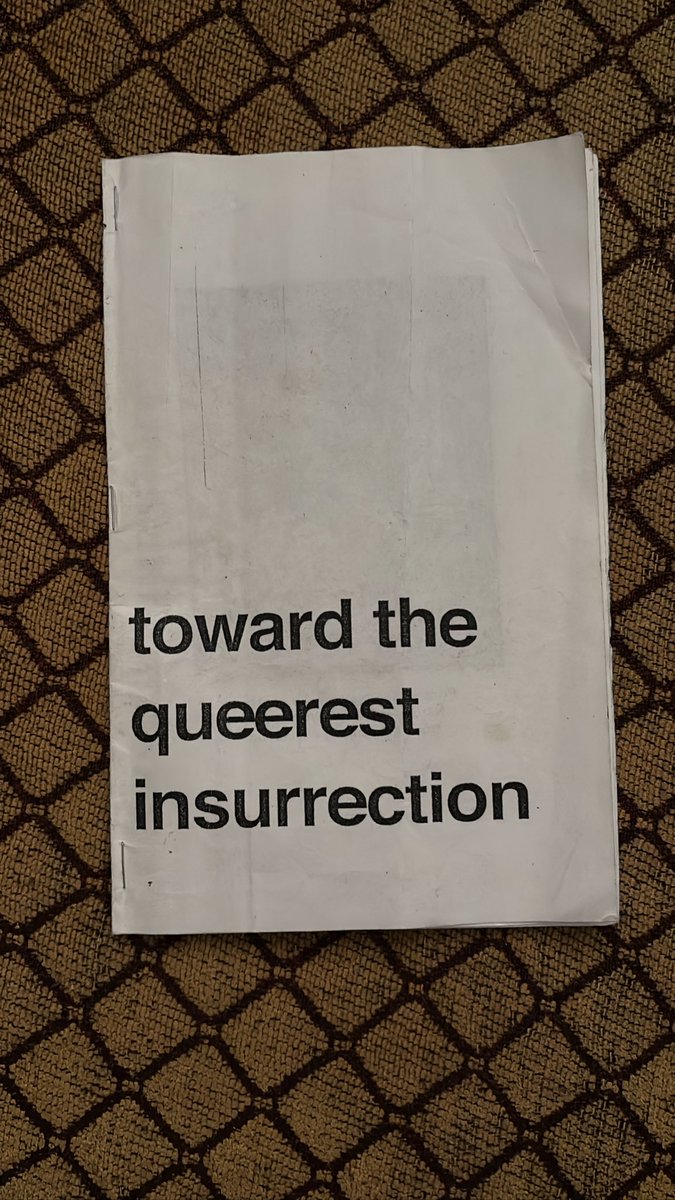 toward the
queerest
insurrection